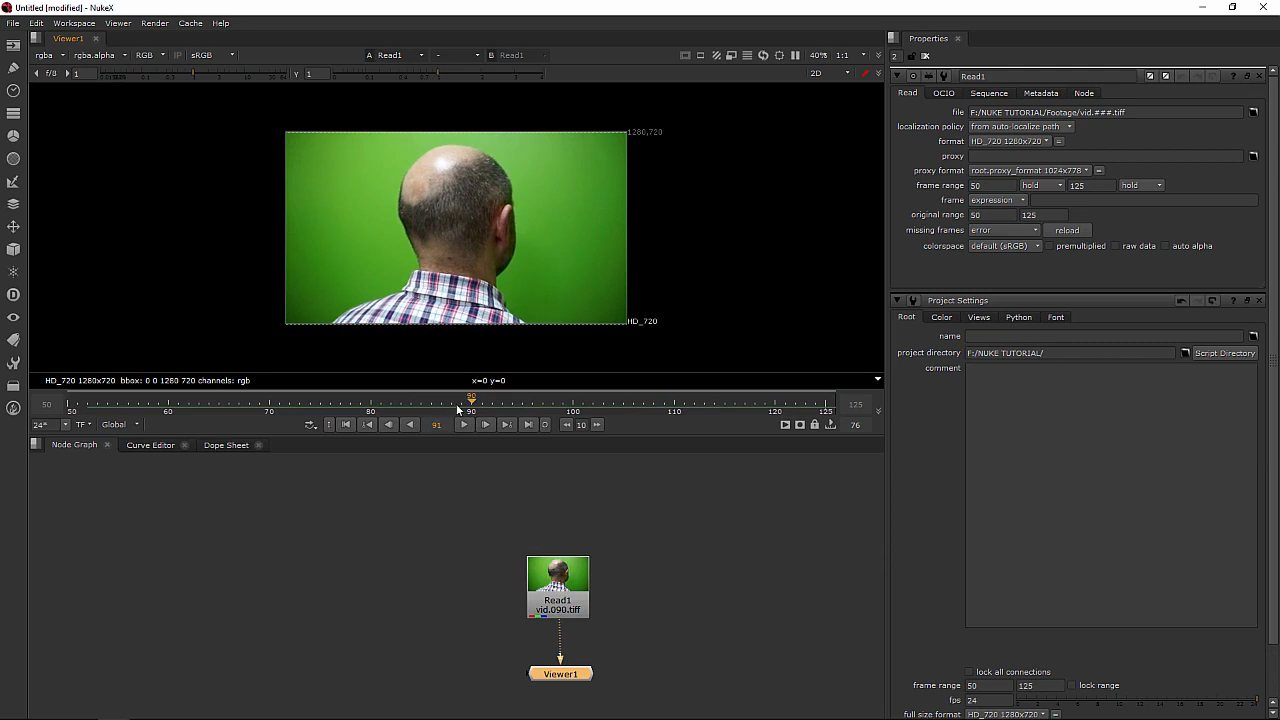 Untitled [modified] - NukeX
File Edit Workspace Viewer Render Cache Help
Viewer1
rgba rgba.alpha RGB IP sRGB A Read1 - B Read1 40% 1:1
f/8 1 Y 1 2D
1280,720
HD_720
HD_720 1280x720 bbox: 0 0 1280 720 channels: rgb x=0 y=0
50 50 60 70 80 90 90 100 110 120 125 125
24* TF Global 91 10 76
Node Graph Curve Editor Dope Sheet
Read1
vid.090.tiff
Viewer1
Properties
2
Read1
Read OCIO Sequence Metadata Node
file F:/NUKE TUTORIAL/Footage/vid.###.tiff
localization policy from auto-localize path
format HD_720 1280x720 =
proxy
proxy format root.proxy_format 1024x778 =
frame range 50 hold 125 hold
frame expression
original range 50 125
missing frames error reload
colorspace default (sRGB) premultiplied raw data auto alpha
Project Settings
Root Color Views Python Font
name
project directory F:/NUKE TUTORIAL/ Script Directory
comment
lock all connections
frame range 50 125 lock range
fps 24
full size format HD_720 1280x720 =